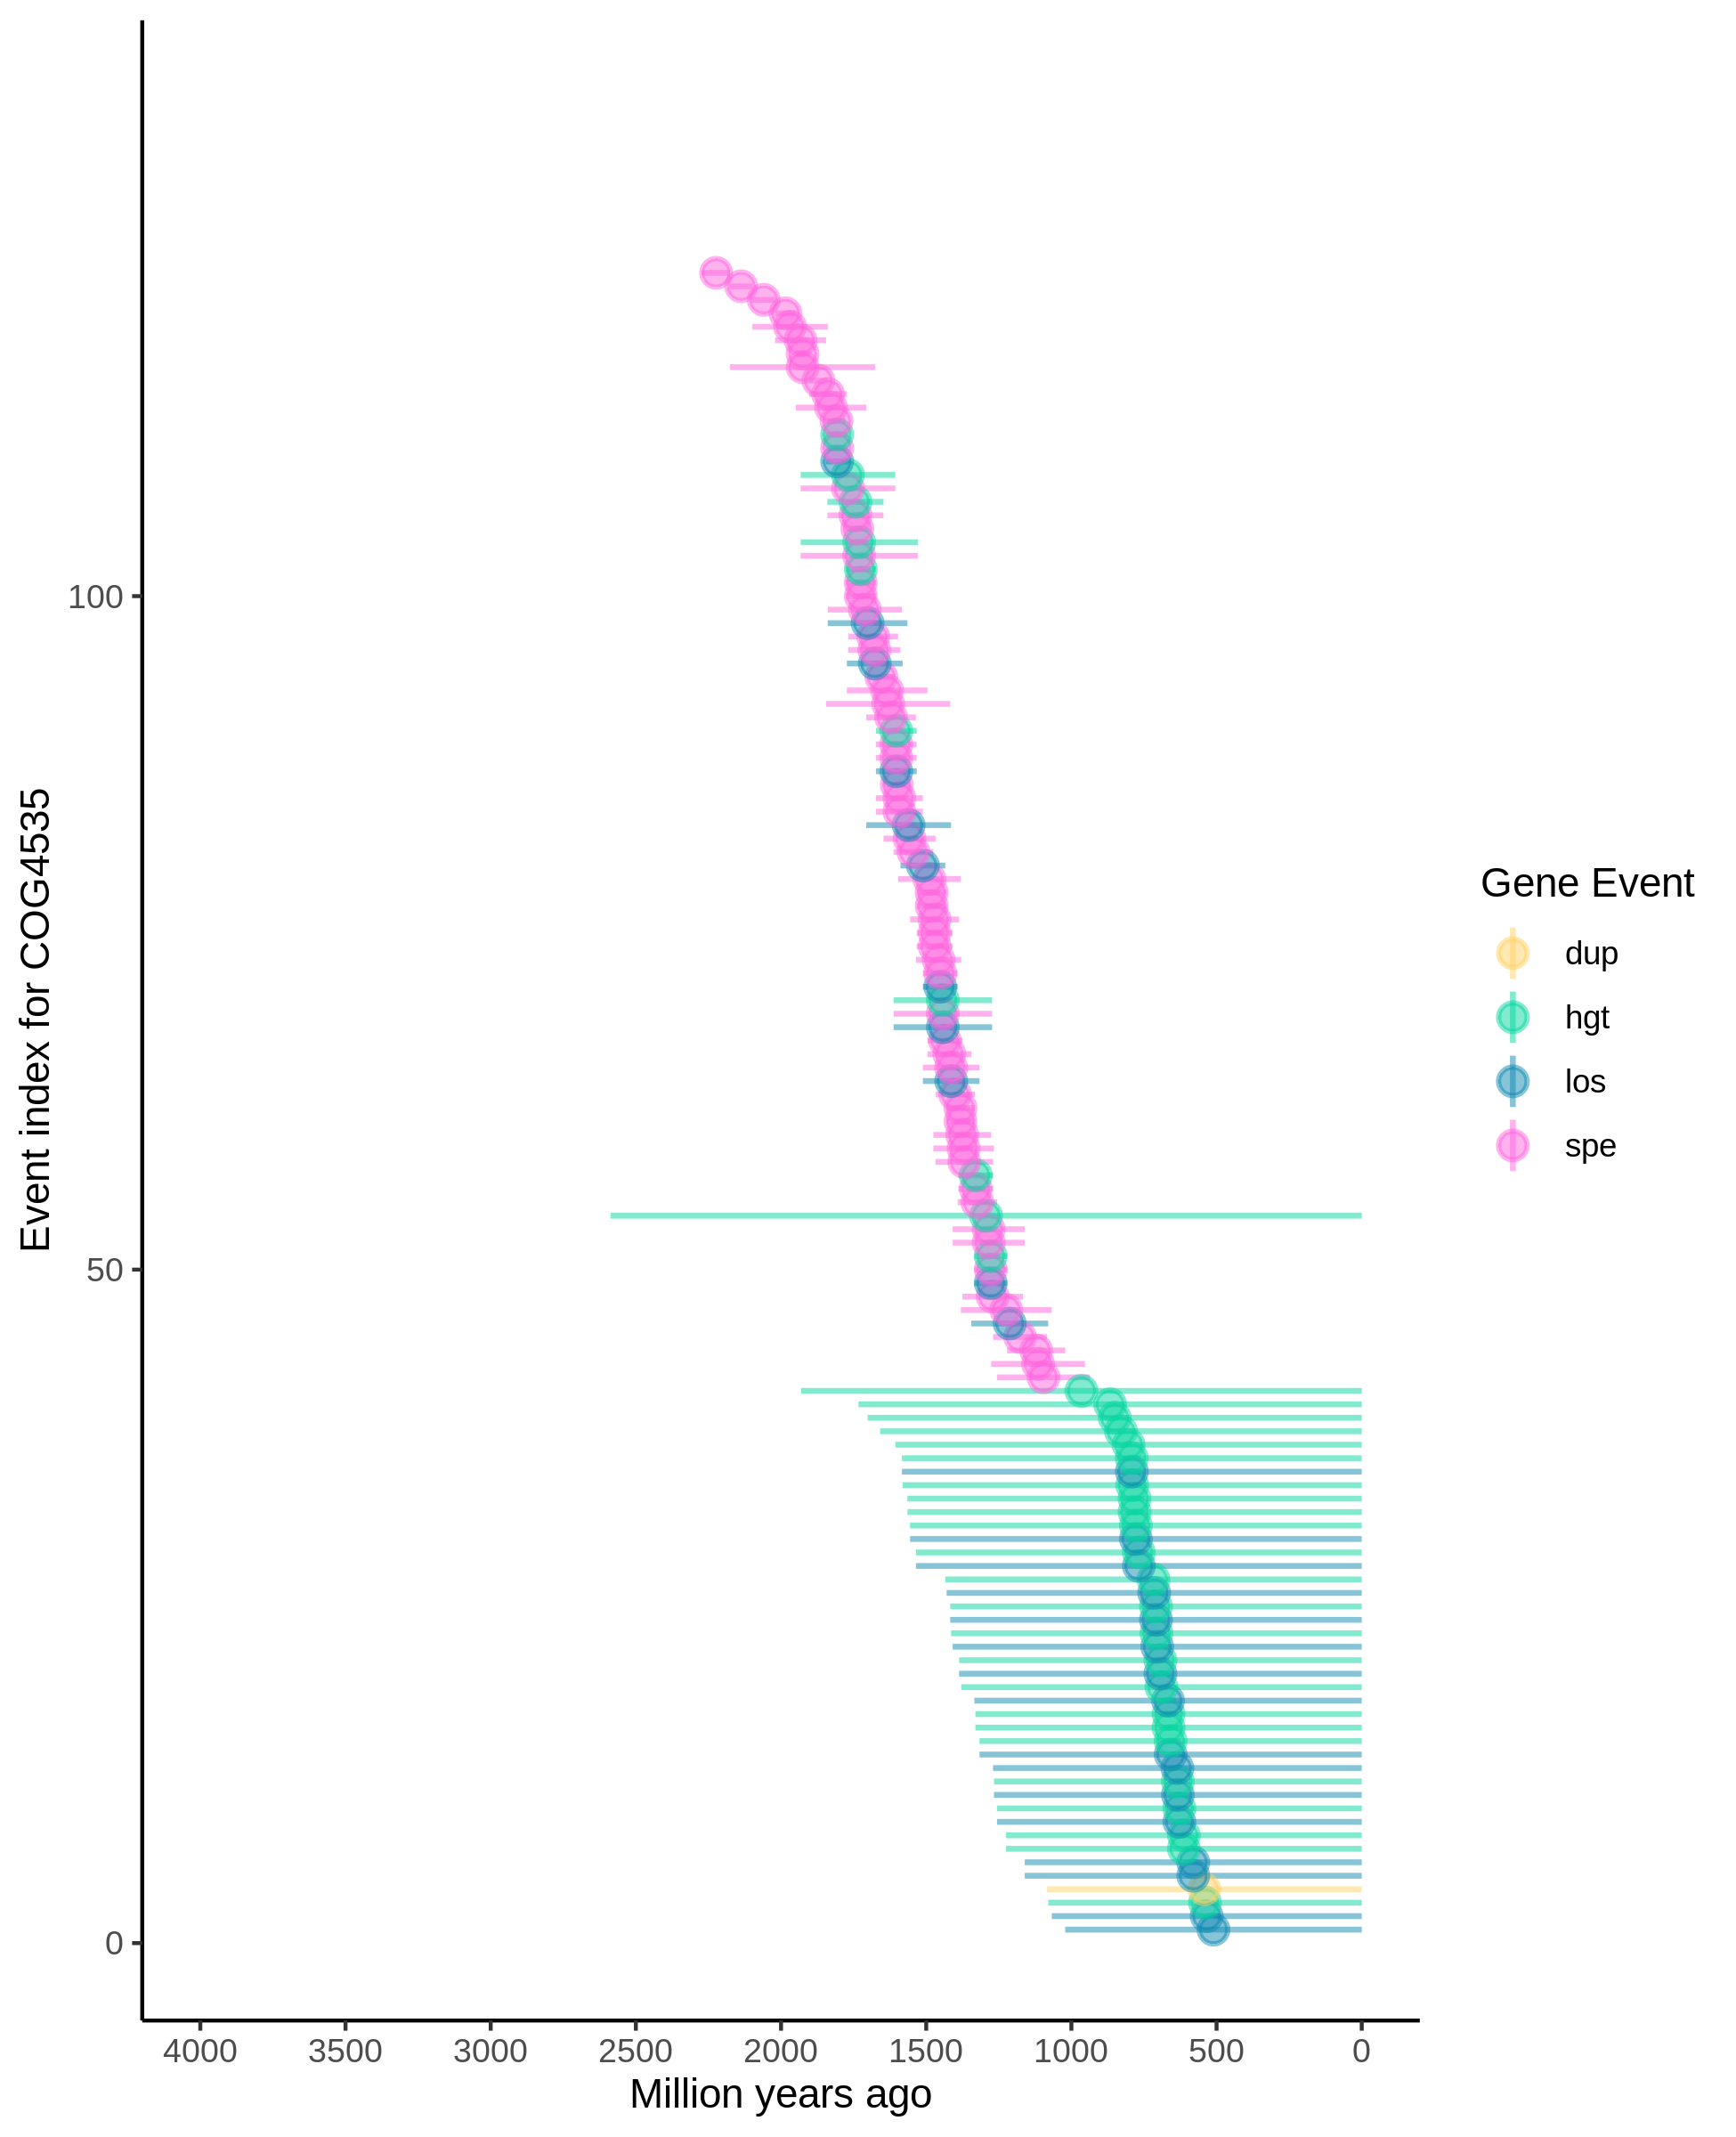 Event index for COG4535
100
50
0
4000 3500 3000 2500 2000 1500 1000 500 0
Million years ago
Gene Event
dup
hgt
los
spe